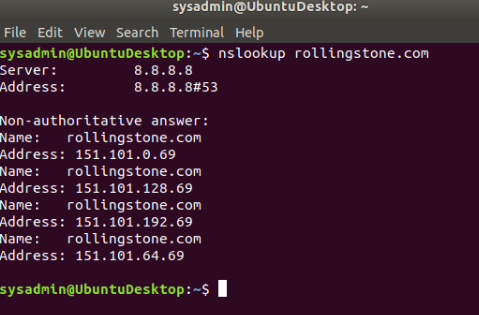 sysadmin@UbuntuDesktop: ~
File Edit View Search Terminal Help
sysadmin@UbuntuDesktop:~$ nslookup rollingstone.com
Server: 8.8.8.8
Address: 8.8.8.8#53
Non-authoritative answer:
Name: rollingstone.com
Address: 151.101.0.69
Name: rollingstone.com
Address: 151.101.128.69
Name: rollingstone.com
Address: 151.101.192.69
Name: rollingstone.com
Address: 151.101.64.69
sysadmin@UbuntuDesktop:~$